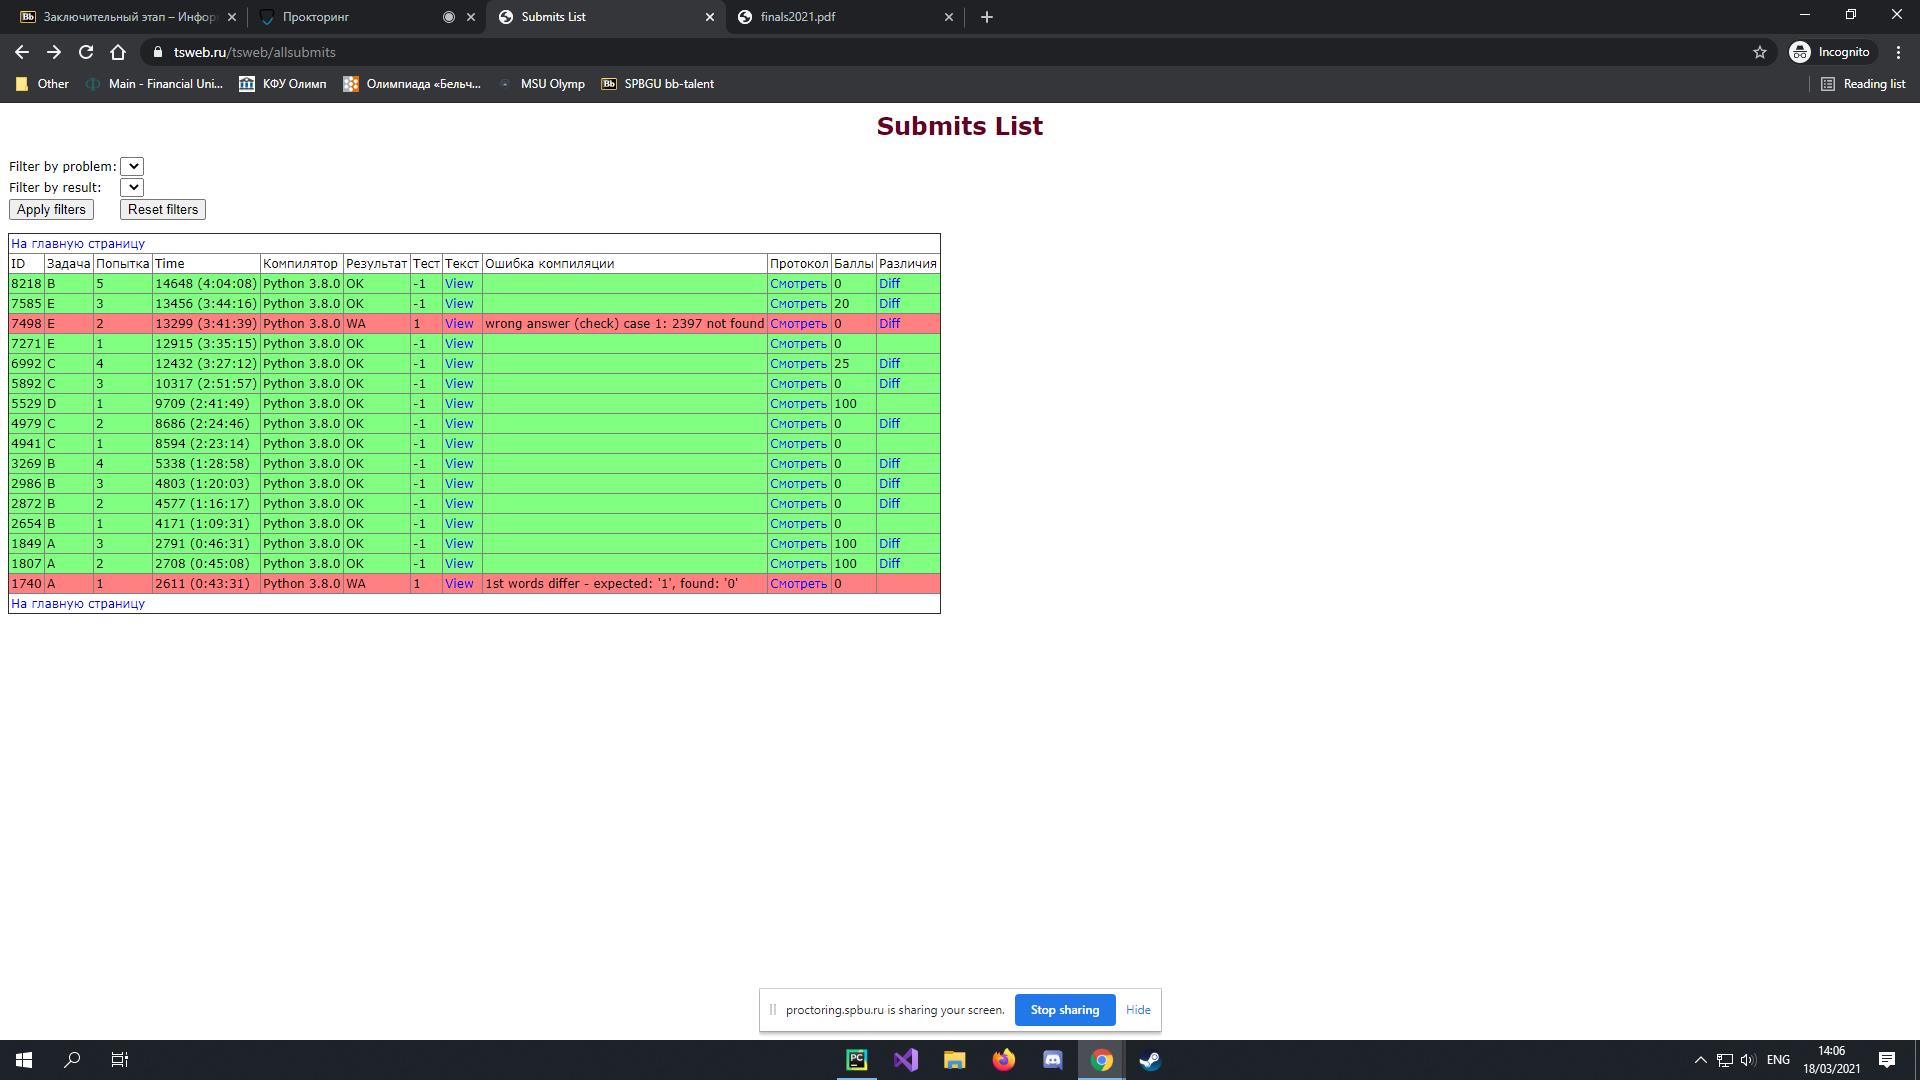 Заключительный этап – Инфор
Прокторинг
Submits List
finals2021.pdf
tsweb.ru/tsweb/allsubmits
Incognito
Other
Main - Financial Uni...
КФУ Олимп
Олимпиада «Бельч...
MSU Olymp
Bb SPBGU bb-talent
Reading list
Submits List
Filter by problem:
Filter by result:
Apply filters Reset filters
На главную страницу
ID Задача Попытка Time Компилятор Результат Тест Текст Ошибка компиляции Протокол Баллы Различия
8218 B 5 14648 (4:04:08) Python 3.8.0 OK -1 View Смотреть 0 Diff
7585 E 3 13456 (3:44:16) Python 3.8.0 OK -1 View Смотреть 20 Diff
7498 E 2 13299 (3:41:39) Python 3.8.0 WA 1 View wrong answer (check) case 1: 2397 not found Смотреть 0 Diff
7271 E 1 12915 (3:35:15) Python 3.8.0 OK -1 View Смотреть 0
6992 C 4 12432 (3:27:12) Python 3.8.0 OK -1 View Смотреть 25 Diff
5892 C 3 10317 (2:51:57) Python 3.8.0 OK -1 View Смотреть 0 Diff
5529 D 1 9709 (2:41:49) Python 3.8.0 OK -1 View Смотреть 100
4979 C 2 8686 (2:24:46) Python 3.8.0 OK -1 View Смотреть 0 Diff
4941 C 1 8594 (2:23:14) Python 3.8.0 OK -1 View Смотреть 0
3269 B 4 5338 (1:28:58) Python 3.8.0 OK -1 View Смотреть 0 Diff
2986 B 3 4803 (1:20:03) Python 3.8.0 OK -1 View Смотреть 0 Diff
2872 B 2 4577 (1:16:17) Python 3.8.0 OK -1 View Смотреть 0 Diff
2654 B 1 4171 (1:09:31) Python 3.8.0 OK -1 View Смотреть 0
1849 A 3 2791 (0:46:31) Python 3.8.0 OK -1 View Смотреть 100 Diff
1807 A 2 2708 (0:45:08) Python 3.8.0 OK -1 View Смотреть 100 Diff
1740 A 1 2611 (0:43:31) Python 3.8.0 WA 1 View 1st words differ - expected: '1', found: '0' Смотреть 0
На главную страницу
proctoring.spbu.ru is sharing your screen. Stop sharing Hide
PC
ENG
14:06
18/03/2021